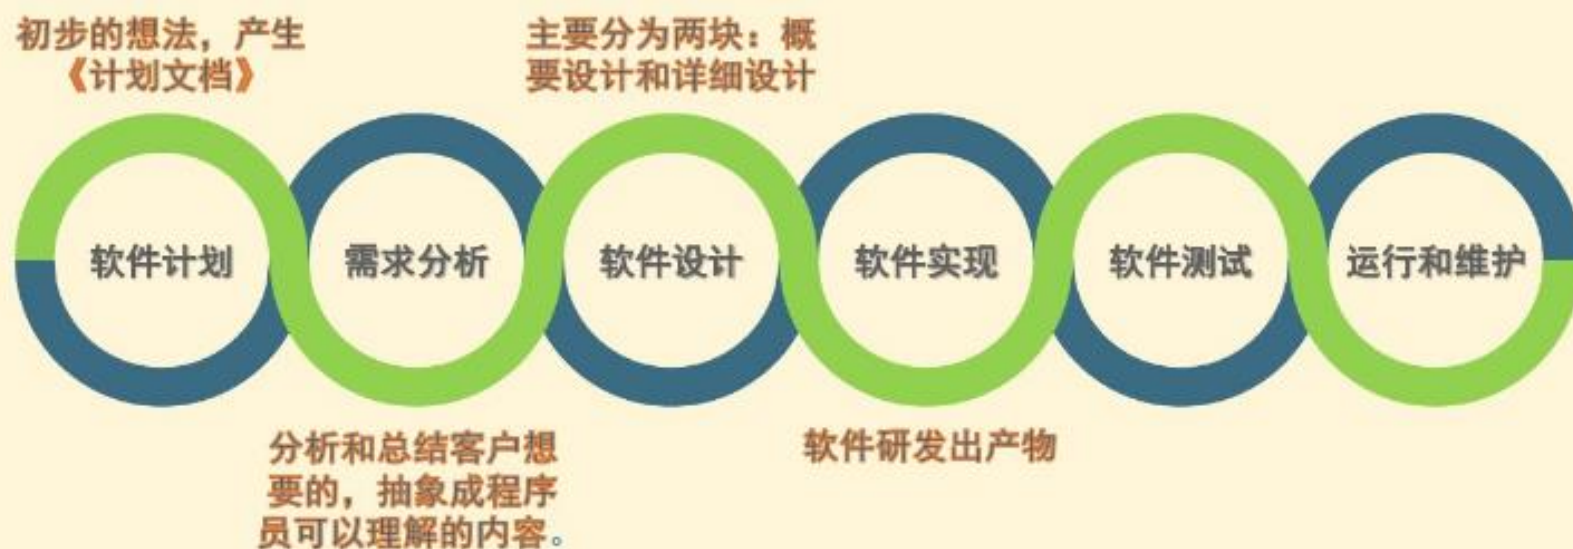 初步的想法，产生
《计划文档》
主要分为两块：概
要设计和详细设计
软件计划
需求分析
软件设计
软件实现
软件测试
运行和维护
分析和总结客户想
要的，抽象成程序
员可以理解的内容。
软件研发出产物